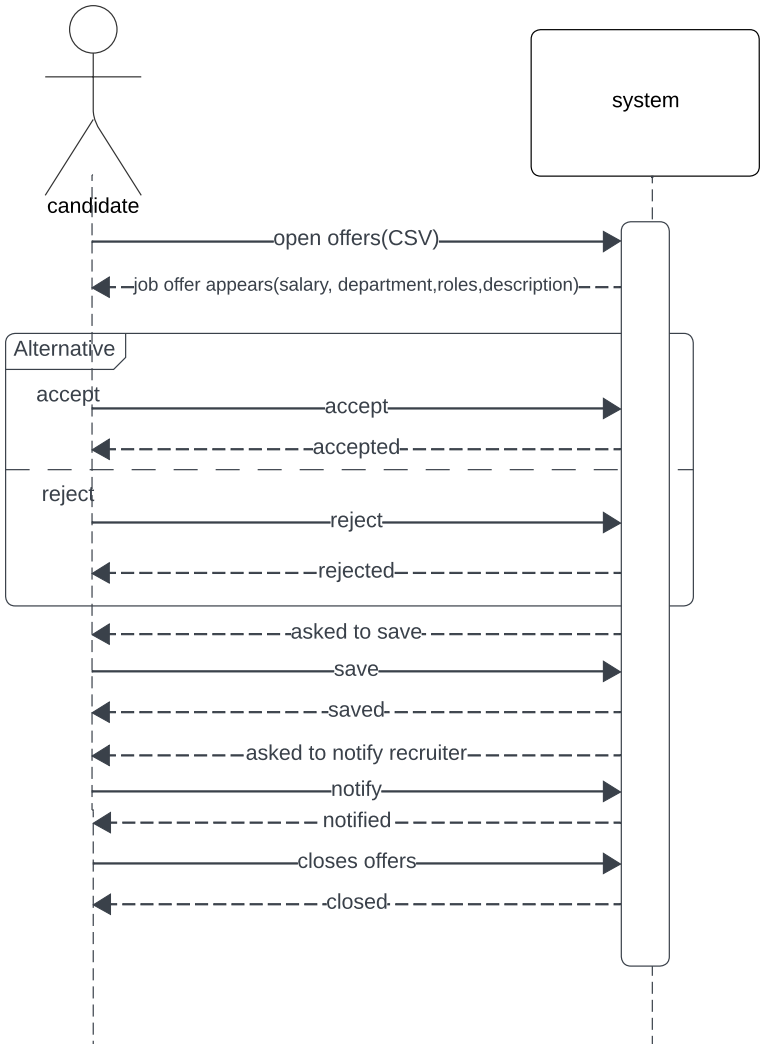 system
candidate
open offers(CSV)
job offer appears(salary, department,roles,description)
Alternative
accept
accept
accepted
reject
reject
rejected
asked to save
save
saved
asked to notify recruiter
notify
notified
closes offers
closed